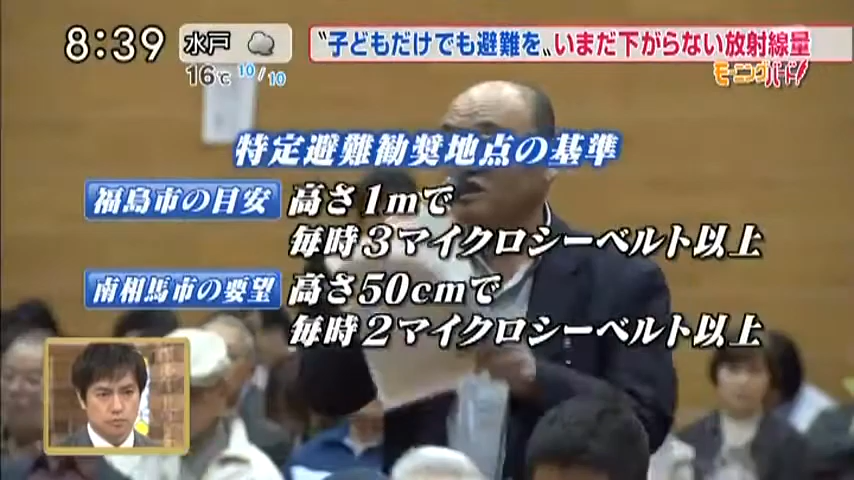 8:39
水戸
16℃ 10/10
〝子どもだけでも避難を〟いまだ下がらない放射線量
モーニングバード!
特定避難勧奨地点の基準
福島市の目安 高さ1mで
毎時3マイクロシーベルト以上
南相馬市の要望 高さ50cmで
毎時2マイクロシーベルト以上